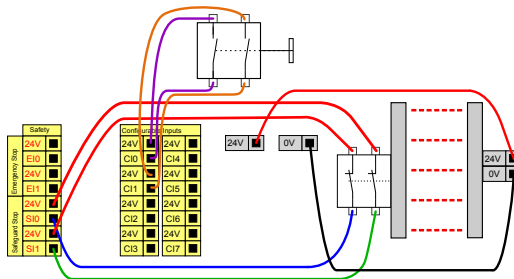 Safety
Emergency Stop
24V
EI0
24V
EI1
Safeguard Stop
24V
SI0
24V
SI1
Configurable Inputs
24V 24V
CI0 CI4
24V 24V
CI1 CI5
24V 24V
CI2 CI6
24V 24V
CI3 CI7
24V
0V
24V
0V